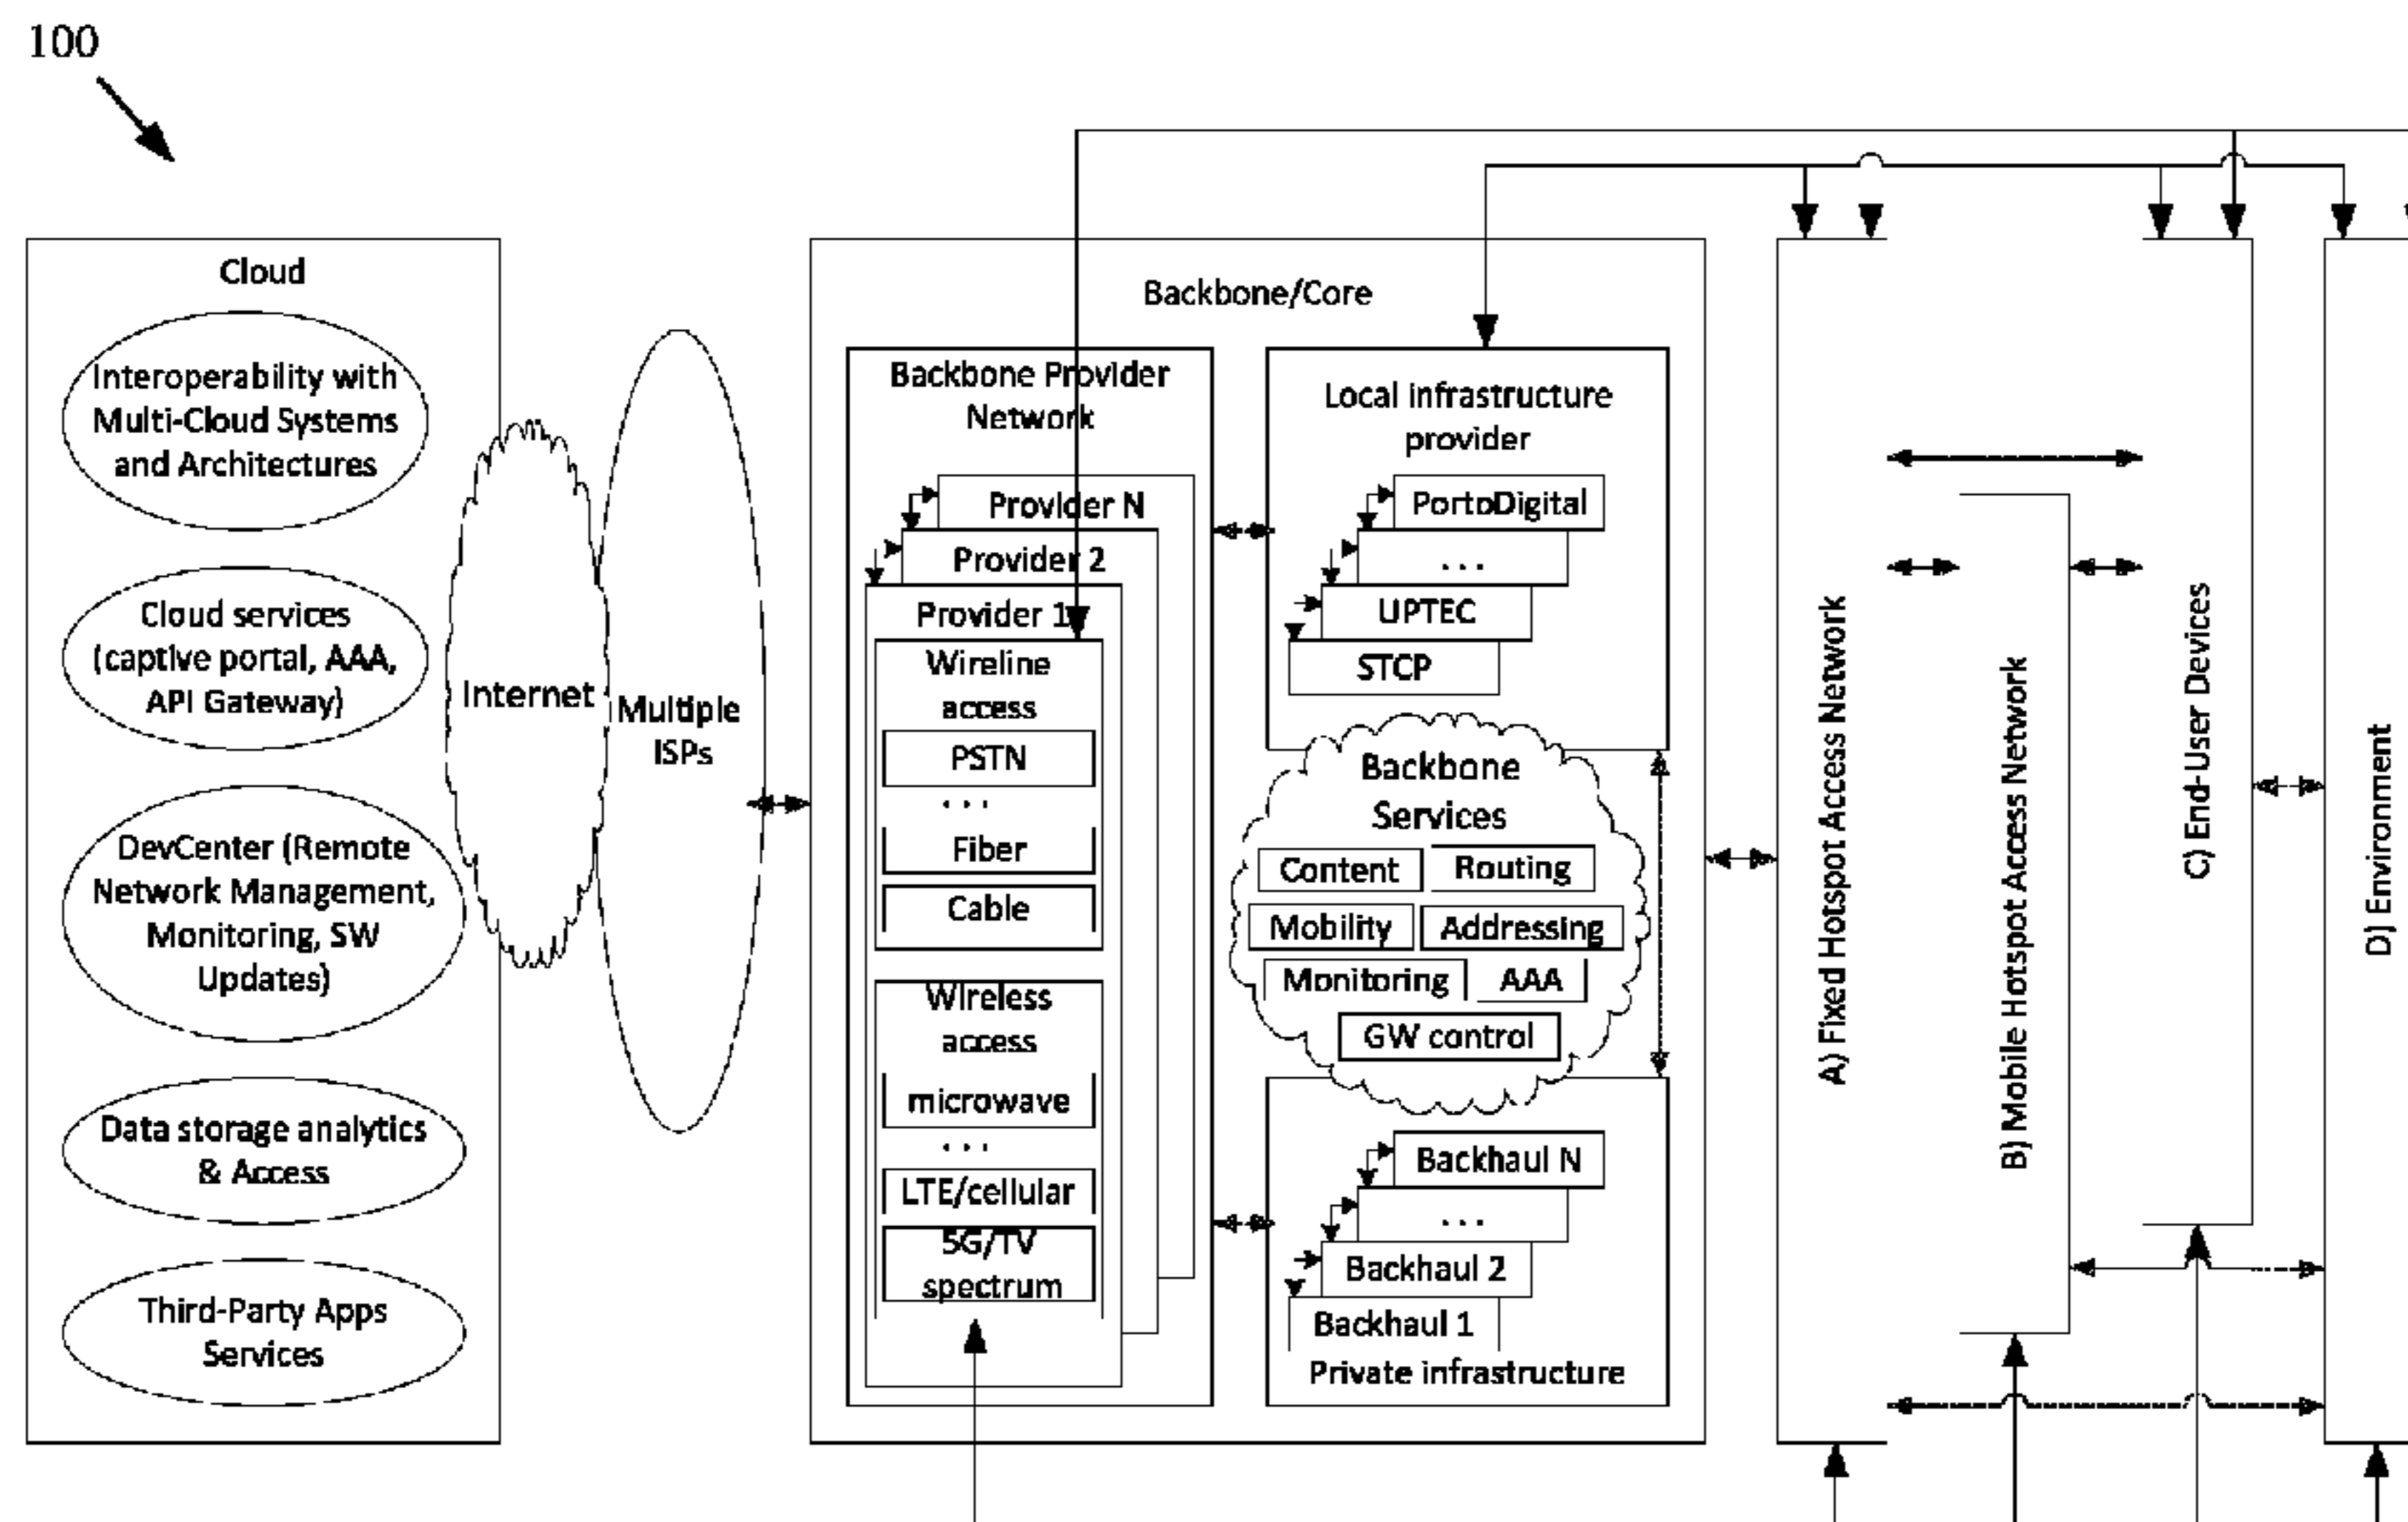 100
Cloud
Interoperability with
Multi-Cloud Systems
and Architectures
Cloud services
(captive portal, AAA,
API Gateway)
DevCenter (Remote
Network Management,
Monitoring, SW
Updates)
Data storage analytics
& Access
Third-Party Apps
Services
Internet
Multiple
ISPs
Backbone/Core
Backbone Provider
Network
Provider N
Provider 2
Provider 1
Wireline
access
PSTN
...
Fiber
Cable
Wireless
access
microwave
...
LTE/cellular
5G/TV
spectrum
Local infrastructure
provider
PortoDigital
...
UPTEC
STCP
Backbone
Services
Content
Routing
Mobility
Addressing
Monitoring
AAA
GW control
Backhaul N
...
Backhaul 2
Backhaul 1
Private infrastructure
A) Fixed Hotspot Access Network
B) Mobile Hotspot Access Network
C) End-User Devices
D) Environment